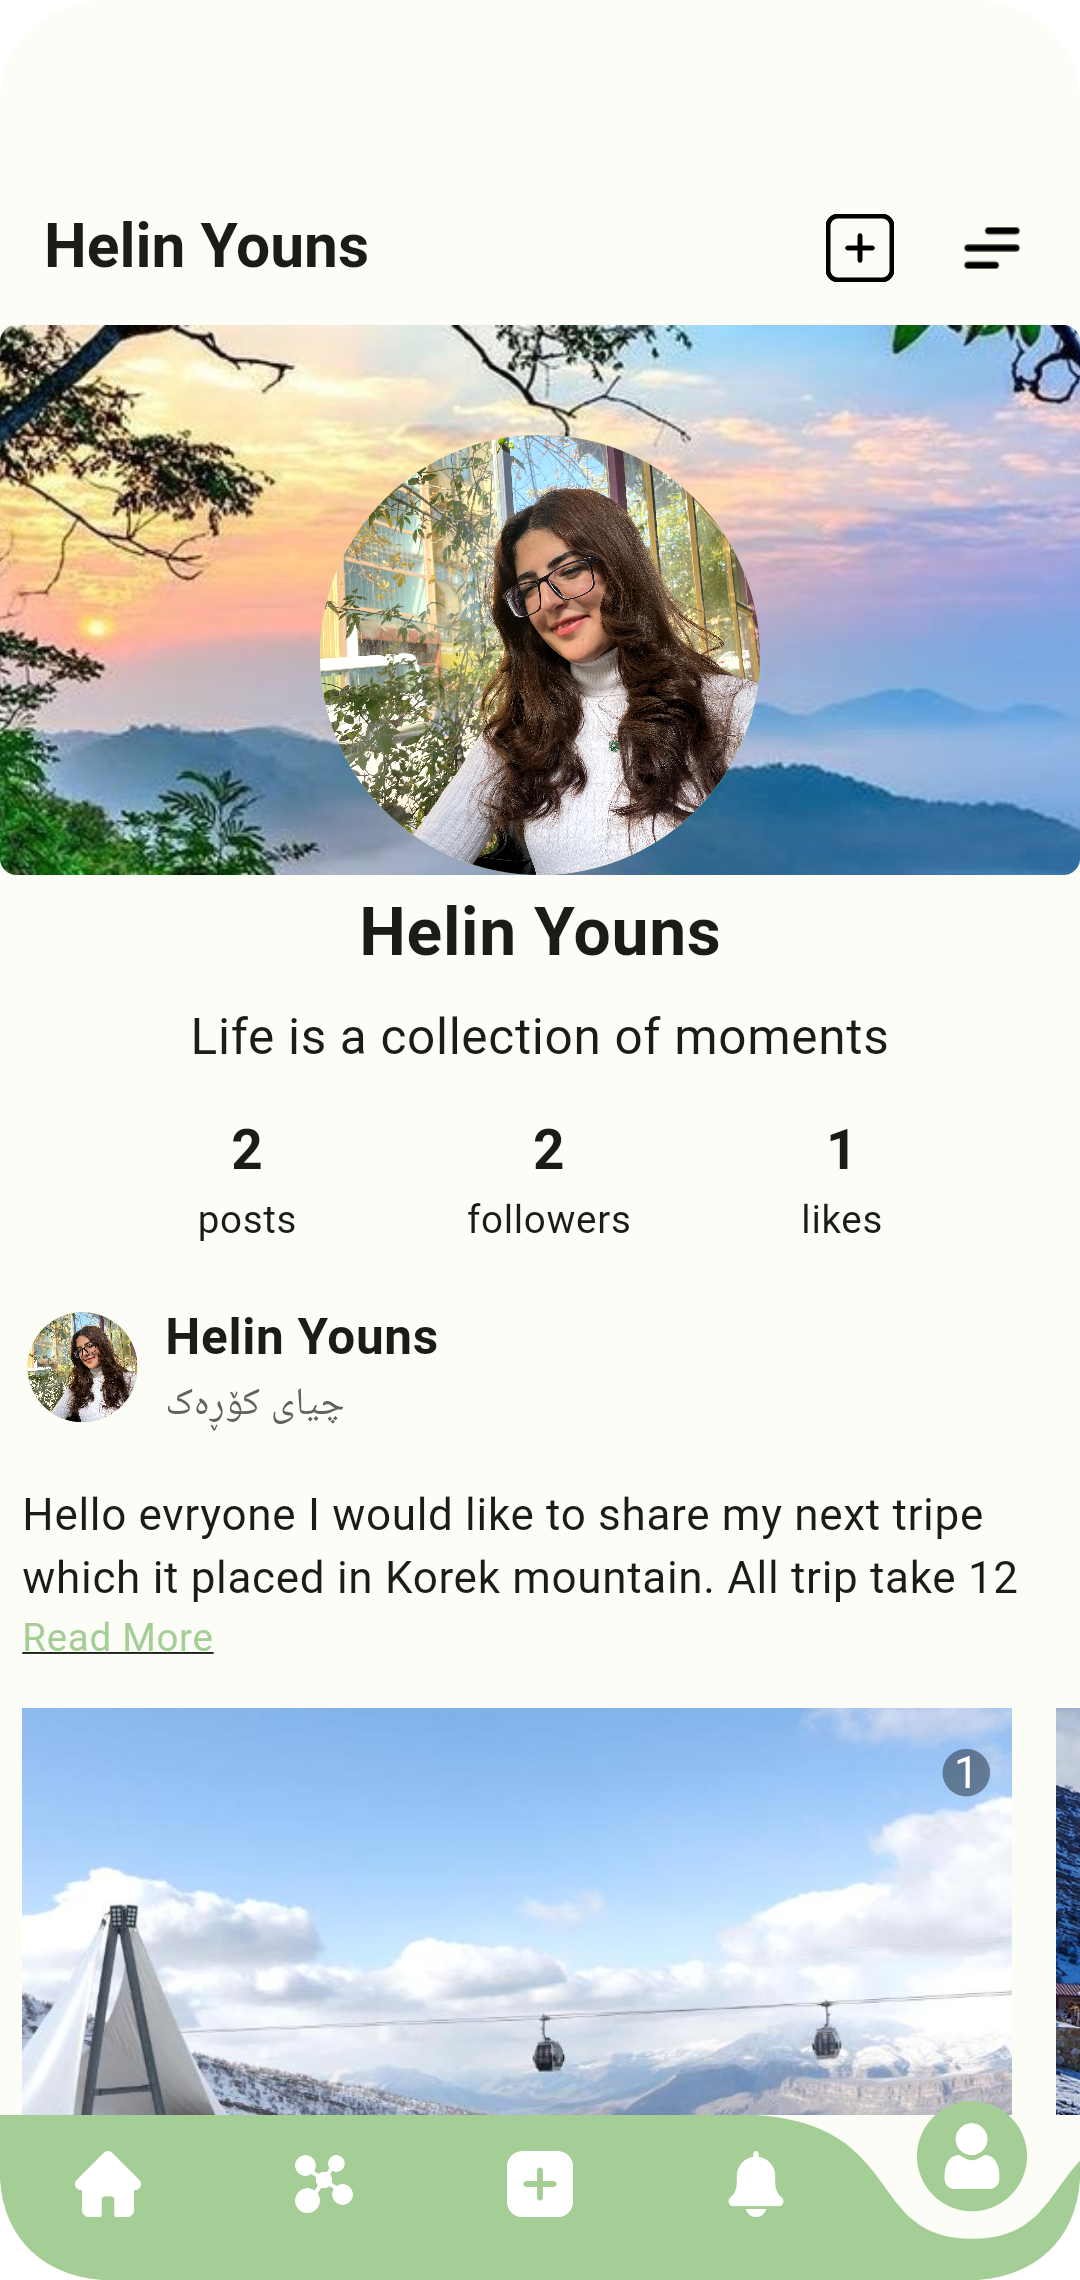 Helin Youns
Helin Youns
Life is a collection of moments
2 2 1
posts followers likes
Helin Youns
چیای کۆڕەک
Hello evryone I would like to share my next tripe
which it placed in Korek mountain. All trip take 12
Read More
1